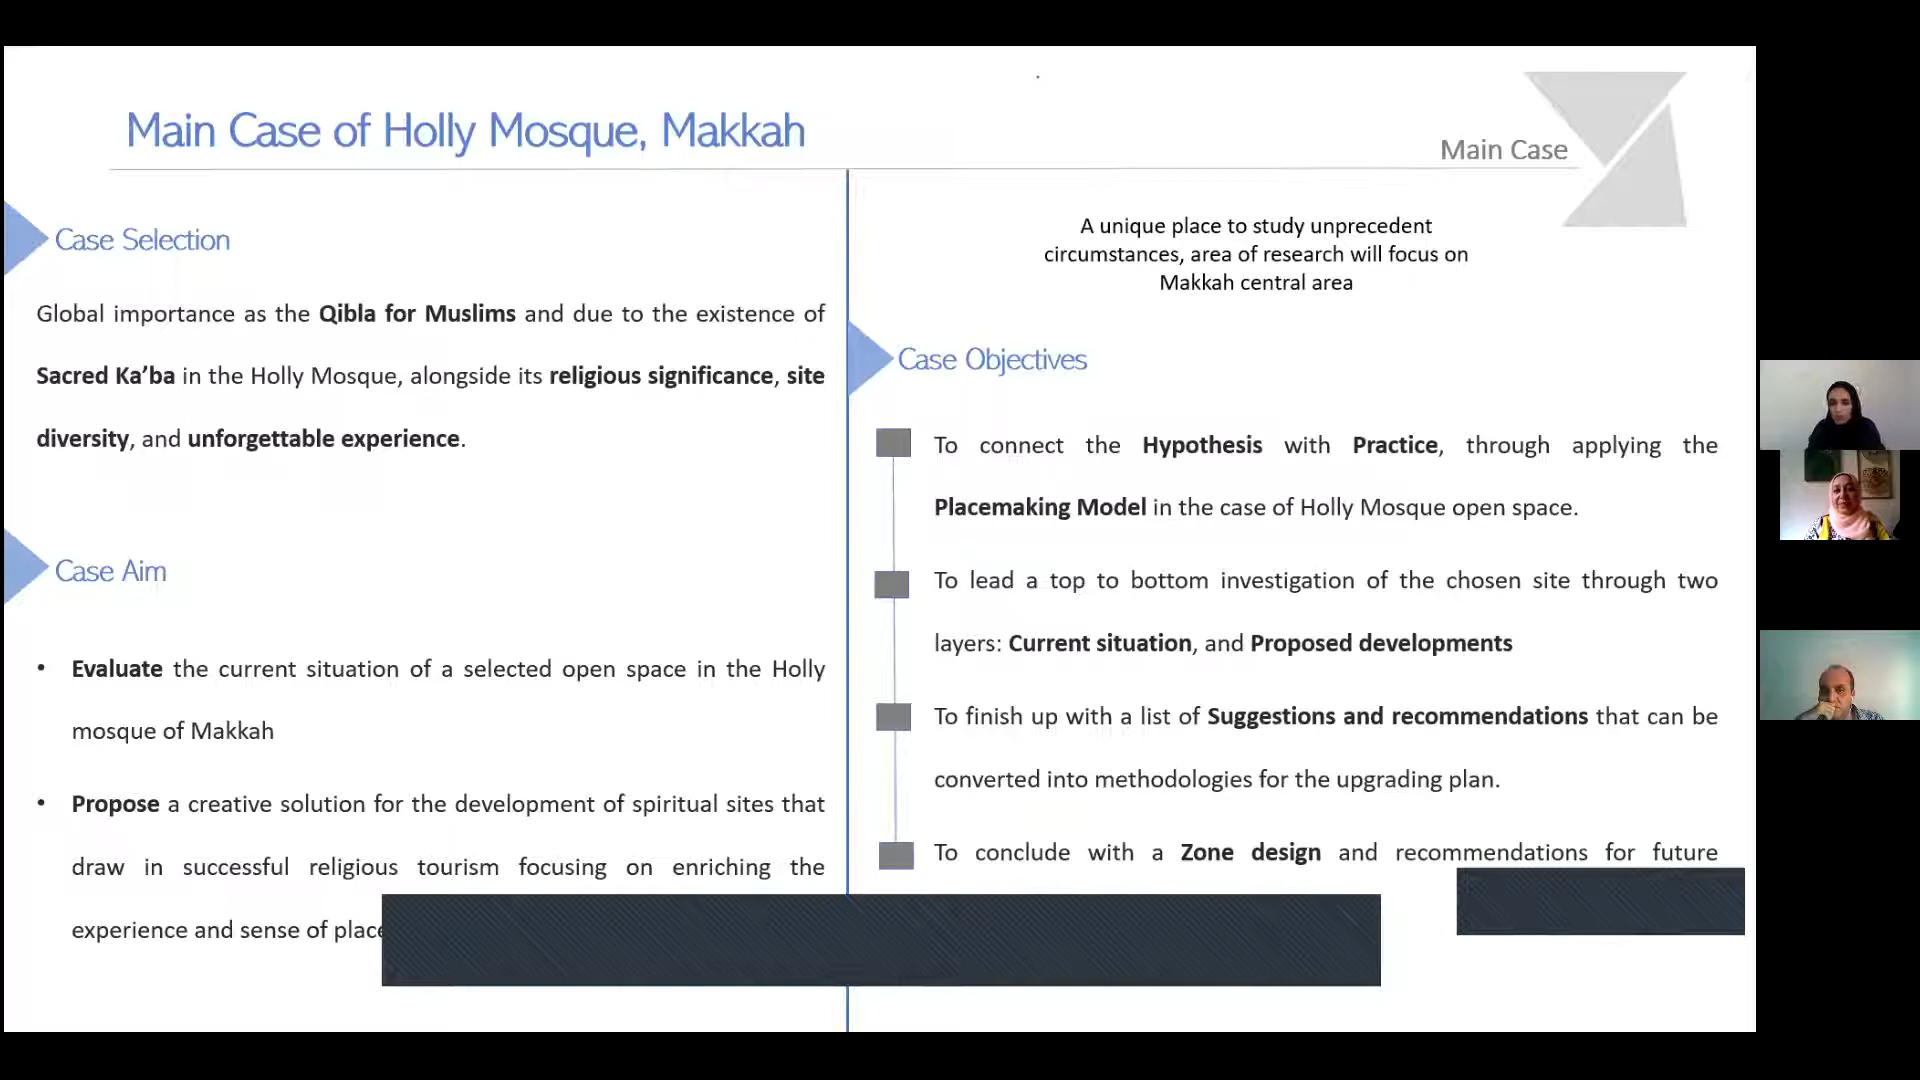 Main Case of Holly Mosque, Makkah
Main Case
Case Selection
Global importance as the Qibla for Muslims and due to the existence of
Sacred Ka’ba in the Holly Mosque, alongside its religious significance, site
diversity, and unforgettable experience.
Case Aim
• Evaluate the current situation of a selected open space in the Holly
mosque of Makkah
• Propose a creative solution for the development of spiritual sites that
draw in successful religious tourism focusing on enriching the
experience and sense of place
A unique place to study unprecedent
circumstances, area of research will focus on
Makkah central area
Case Objectives
To connect the Hypothesis with Practice, through applying the
Placemaking Model in the case of Holly Mosque open space.
To lead a top to bottom investigation of the chosen site through two
layers: Current situation, and Proposed developments
To finish up with a list of Suggestions and recommendations that can be
converted into methodologies for the upgrading plan.
To conclude with a Zone design and recommendations for future